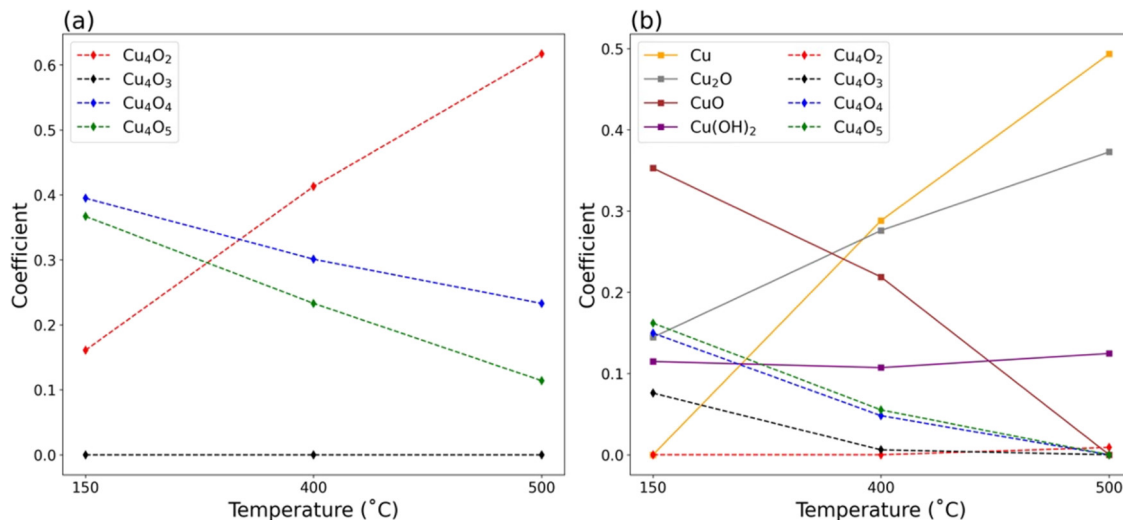 (a)
Cu₄O₂
Cu₄O₃
Cu₄O₄
Cu₄O₅
0.6
0.5
0.4
0.3
0.2
0.1
0.0
Coefficient
150
400
500
Temperature (˚C)
(b)
Cu
Cu₂O
CuO
Cu(OH)₂
Cu₄O₂
Cu₄O₃
Cu₄O₄
Cu₄O₅
0.5
0.4
0.3
0.2
0.1
0.0
Coefficient
150
400
500
Temperature (˚C)